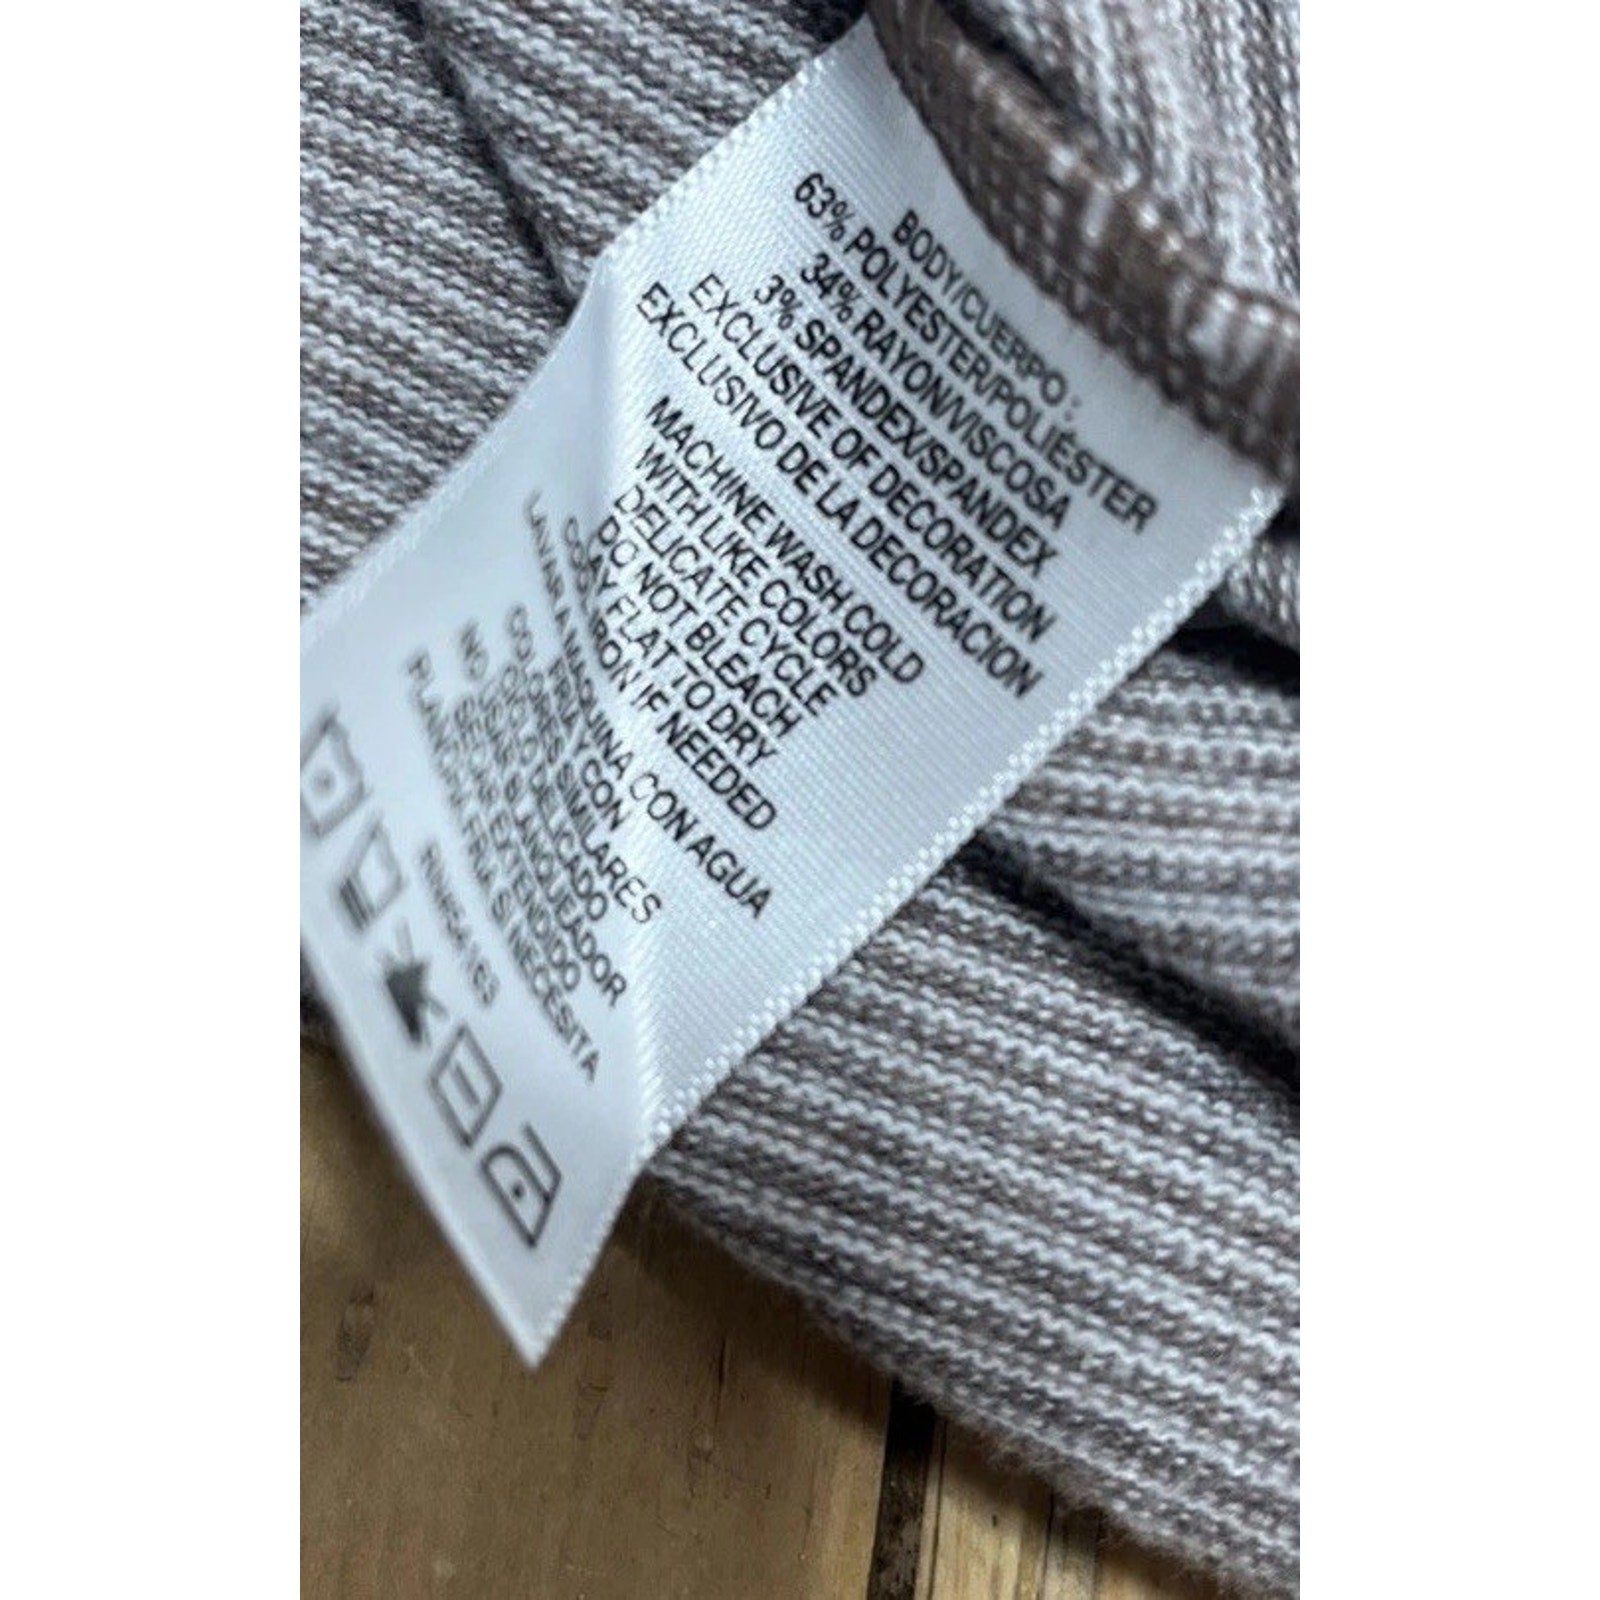 BODY/CUERPO:
63% POLYESTER/POLIÉSTER
34% RAYON/VISCOSA
3% SPANDEX/SPANDEX
EXCLUSIVE OF DECORATION
EXCLUSIVO DE LA DECORACION
MACHINE WASH COLD
WITH LIKE COLORS
DELICATE CYCLE
DO NOT BLEACH
LAY FLAT TO DRY
COOL IRON IF NEEDED
LAVAR A MAQUINA CON AGUA
FRIA Y CON
COLORES SIMILARES
CICLO DELICADO
NO USAR BLANQUEADOR
SECAR EXTENDIDO
PLANCHA FRIA SI NECESITA